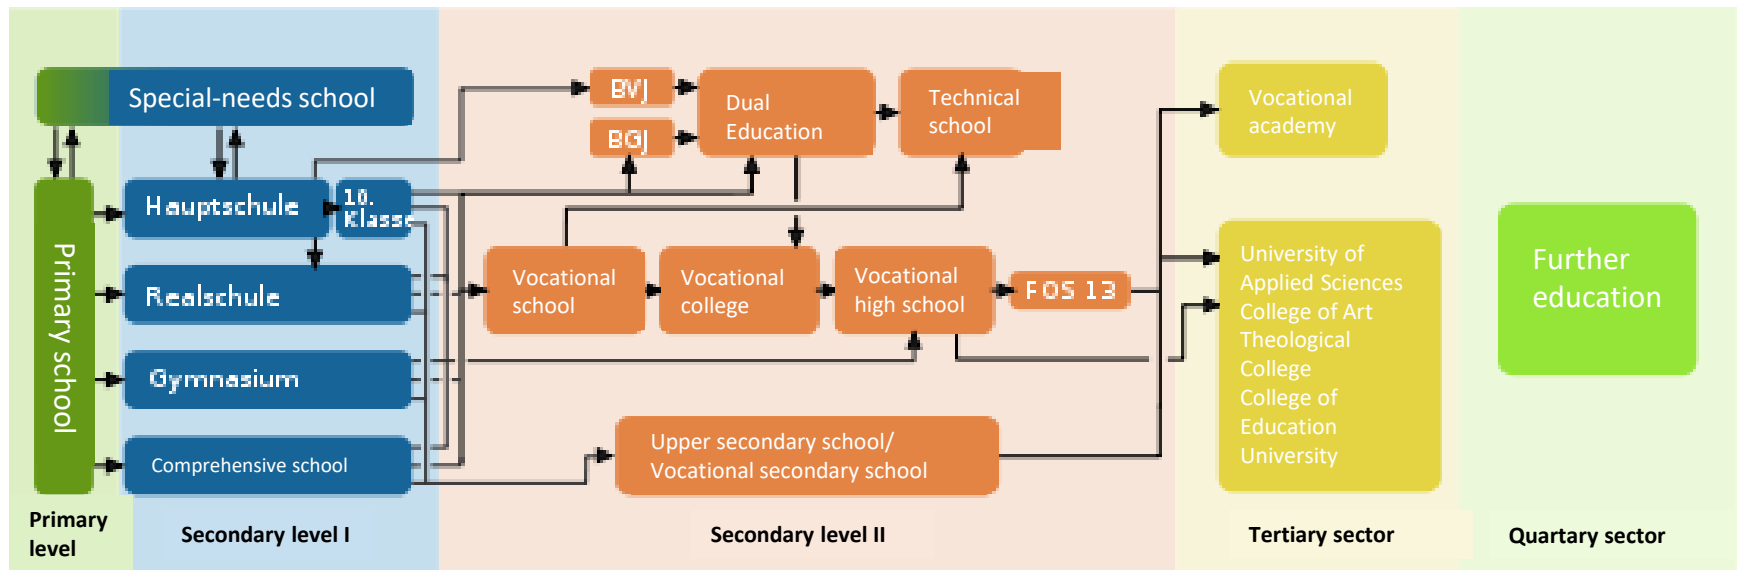 Special-needs school
BVJ
BGJ
Dual
Education
Technical
school
Vocational
academy
Hauptschule
10.
Klasse
Primary school
Realschule
Vocational
school
Vocational
college
Vocational
high school
FOS 13
University of
Applied Sciences
College of Art
Theological
College
College of
Education
University
Further
education
Gymnasium
Comprehensive school
Upper secondary school/
Vocational secondary school
Primary
level
Secondary level I
Secondary level II
Tertiary sector
Quartary sector